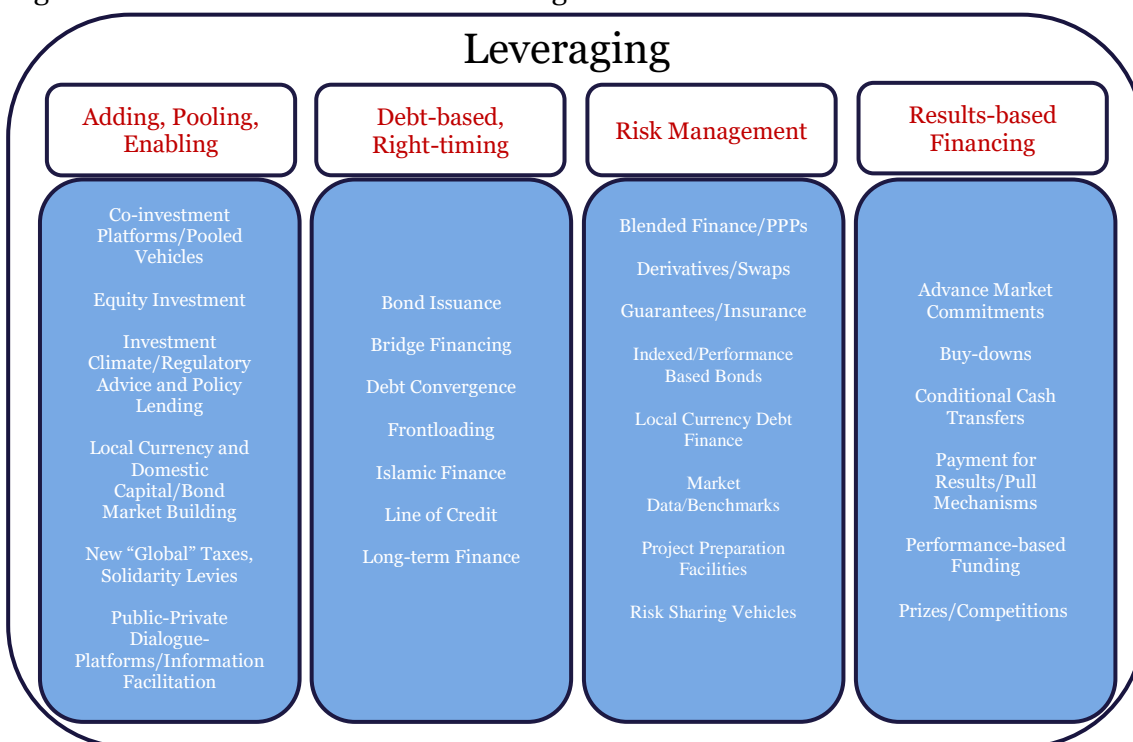 Leveraging
Adding, Pooling,
Enabling
Co-investment
Platforms/Pooled
Vehicles
Equity Investment
Investment
Climate/Regulatory
Advice and Policy
Lending
Local Currency and
Domestic
Capital/Bond
Market Building
New “Global” Taxes,
Solidarity Levies
Public-Private
Dialogue-
Platforms/Information
Facilitation
Debt-based,
Right-timing
Bond Issuance
Bridge Financing
Debt Convergence
Frontloading
Islamic Finance
Line of Credit
Long-term Finance
Risk Management
Blended Finance/PPPs
Derivatives/Swaps
Guarantees/Insurance
Indexed/Performance
Based Bonds
Local Currency Debt
Finance
Market
Data/Benchmarks
Project Preparation
Facilities
Risk Sharing Vehicles
Results-based
Financing
Advance Market
Commitments
Buy-downs
Conditional Cash
Transfers
Payment for
Results/Pull
Mechanisms
Performance-based
Funding
Prizes/Competitions